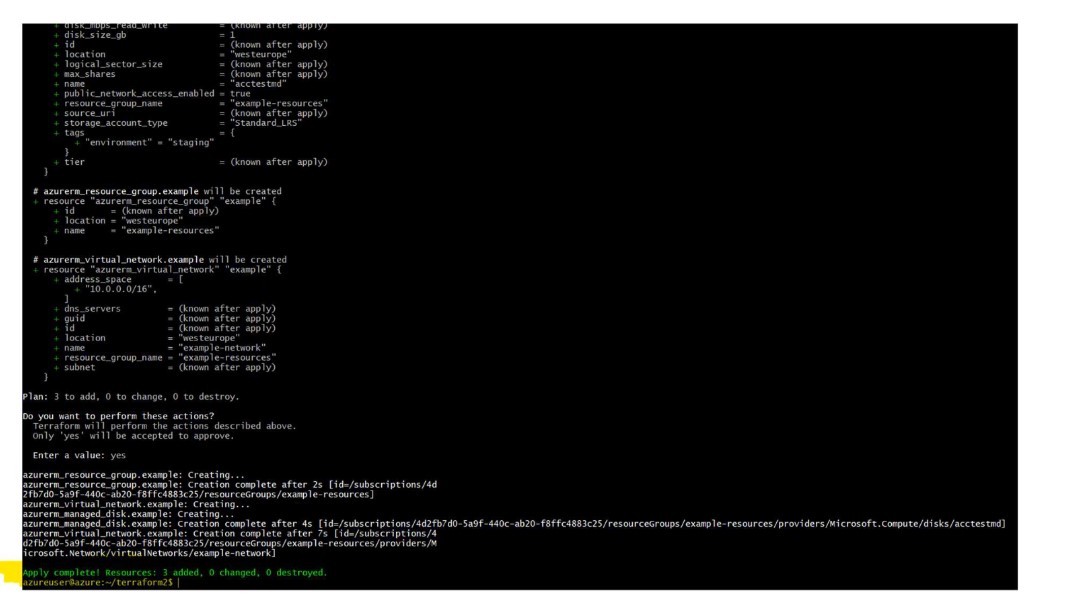 + disk_mbps_read_write = (known after apply)
+ disk_size_gb = 1
+ id = (known after apply)
+ location = "westeurope"
+ logical_sector_size = (known after apply)
+ max_shares = (known after apply)
+ name = "acctestmd"
+ public_network_access_enabled = true
+ resource_group_name = "example-resources"
+ source_uri = (known after apply)
+ storage_account_type = "Standard_LRS"
+ tags = {
+ "environment" = "staging"
}
+ tier = (known after apply)
}
# azurerm_resource_group.example will be created
+ resource "azurerm_resource_group" "example" {
+ id = (known after apply)
+ location = "westeurope"
+ name = "example-resources"
}
# azurerm_virtual_network.example will be created
+ resource "azurerm_virtual_network" "example" {
+ address_space = [
+ "10.0.0.0/16",
]
+ dns_servers = (known after apply)
+ guid = (known after apply)
+ id = (known after apply)
+ location = "westeurope"
+ name = "example-network"
+ resource_group_name = "example-resources"
+ subnet = (known after apply)
}
Plan: 3 to add, 0 to change, 0 to destroy.
Do you want to perform these actions?
Terraform will perform the actions described above.
Only 'yes' will be accepted to approve.
Enter a value: yes
azurerm_resource_group.example: Creating...
azurerm_resource_group.example: Creation complete after 2s [id=/subscriptions/4d
2fb7d0-5a9f-440c-ab20-f8ffc4883c25/resourceGroups/example-resources]
azurerm_virtual_network.example: Creating...
azurerm_managed_disk.example: Creating...
azurerm_managed_disk.example: Creation complete after 4s [id=/subscriptions/4d2fb7d0-5a9f-440c-ab20-f8ffc4883c25/resourceGroups/example-resources/providers/Microsoft.Compute/disks/acctestmd]
azurerm_virtual_network.example: Creation complete after 7s [id=/subscriptions/4
d2fb7d0-5a9f-440c-ab20-f8ffc4883c25/resourceGroups/example-resources/providers/M
icrosoft.Network/virtualNetworks/example-network]
Apply complete! Resources: 3 added, 0 changed, 0 destroyed.
azureuser@azure:~/terraform2$